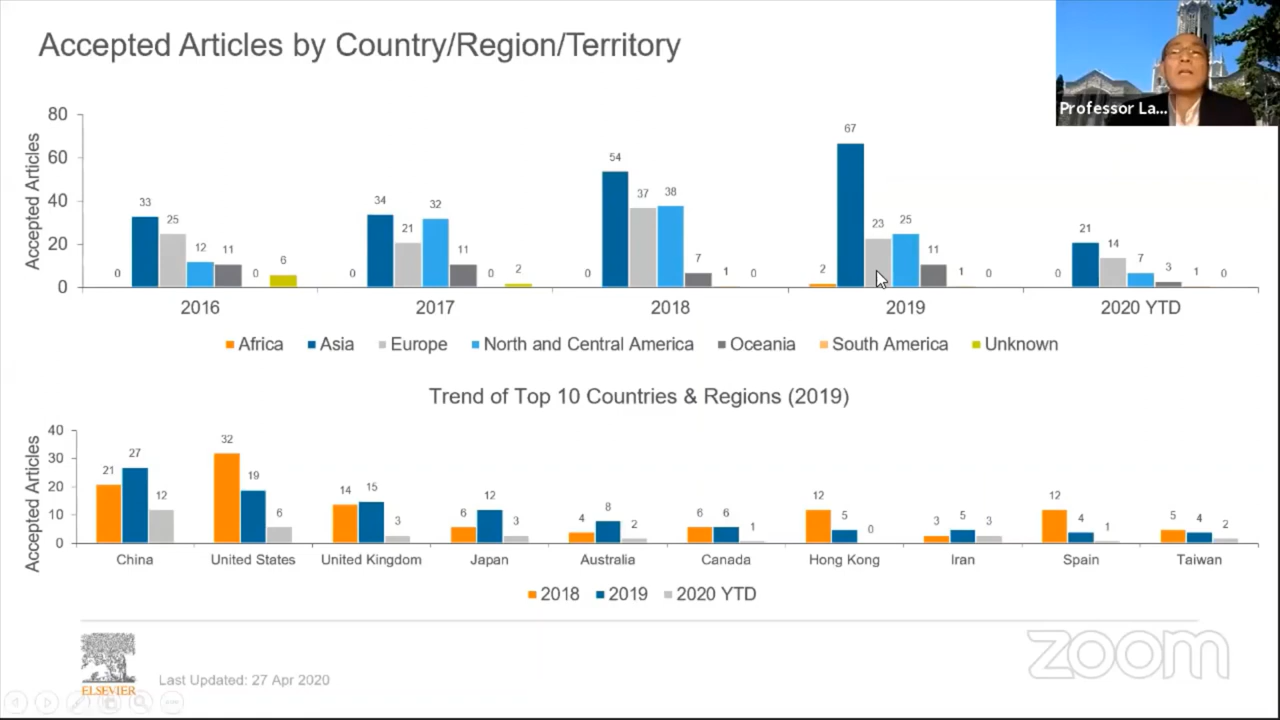 Accepted Articles by Country/Region/Territory
Professor La...
Accepted Articles
80
60
40
20
0
0 33 25 12 11 0 6
0 34 21 32 11 0 2
0 54 37 38 7 1 0
2 67 23 25 11 1 0
0 21 14 7 3 1 0
2016 2017 2018 2019 2020 YTD
Africa Asia Europe North and Central America Oceania South America Unknown
Trend of Top 10 Countries & Regions (2019)
Accepted Articles
40
30
20
10
0
21 27 12
32 19 6
14 15 3
6 12 3
4 8 2
6 6 1
12 5 0
3 5 3
12 4 1
5 4 2
China United States United Kingdom Japan Australia Canada Hong Kong Iran Spain Taiwan
2018 2019 2020 YTD
ELSEVIER
Last Updated: 27 Apr 2020
zoom